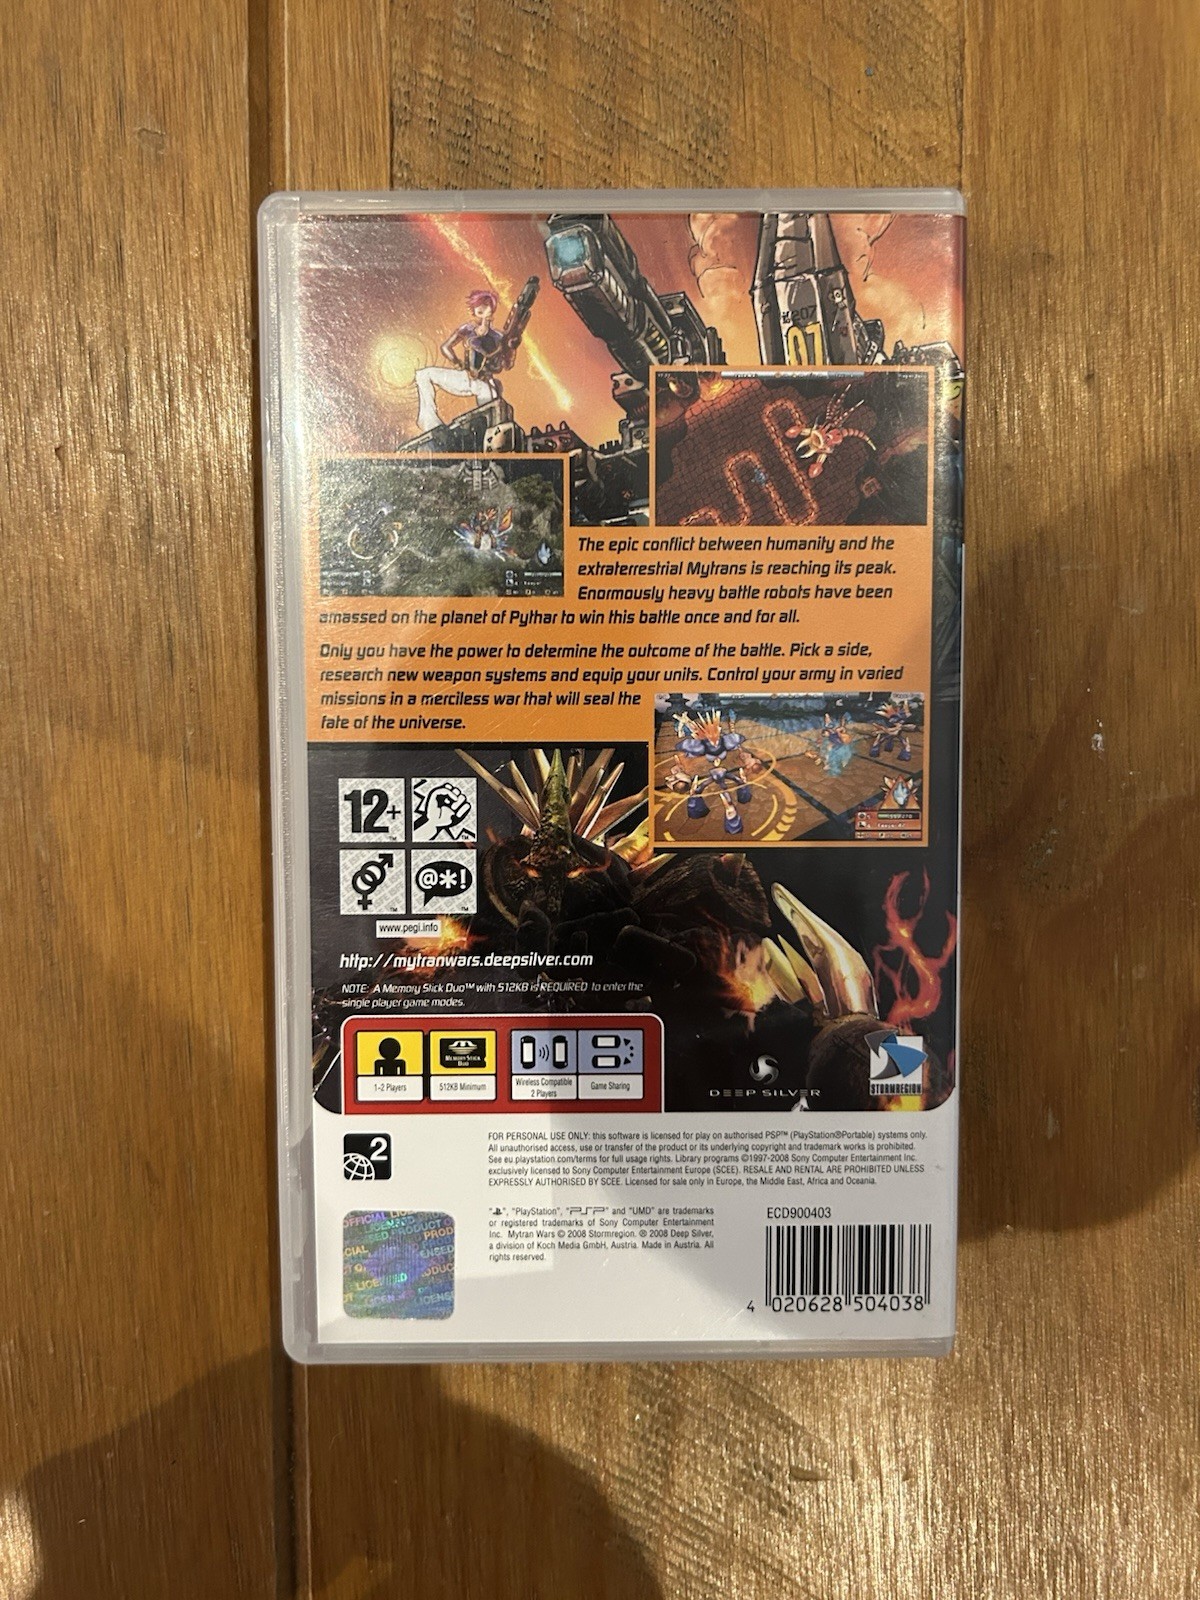 207
07
The epic conflict between humanity and the
extraterrestrial Mytrans is reaching its peak.
Enormously heavy battle robots have been
amassed on the planet of Pythar to win this battle once and for all.
Only you have the power to determine the outcome of the battle. Pick a side,
research new weapon systems and equip your units. Control your army in varied
missions in a merciless war that will seal the
fate of the universe.
12+
@*!
www.pegi.info
http://mytranwars.deepsilver.com
NOTE: A Memory Stick Duo™ with 512KB is REQUIRED to enter the
single player game modes.
MEMORY STICK
DUO
1-2 Players
512KB Minimum
Wireless Compatible
2 Players
Game Sharing
DEEP SILVER
STORMREGION
2
FOR PERSONAL USE ONLY: this software is licensed for play on authorised PSP™ (PlayStation®Portable) systems only.
All unauthorised access, use or transfer of the product or its underlying copyright and trademark works is prohibited.
See eu.playstation.com/terms for full usage rights. Library programs ©1997-2008 Sony Computer Entertainment Inc.
exclusively licensed to Sony Computer Entertainment Europe (SCEE). RESALE AND RENTAL ARE PROHIBITED UNLESS
EXPRESSLY AUTHORISED BY SCEE. Licensed for sale only in Europe, the Middle East, Africa and Oceania.
"", "PlayStation", "PSP" and "UMD" are trademarks
or registered trademarks of Sony Computer Entertainment
Inc. Mytran Wars © 2008 Stormregion. ® 2008 Deep Silver,
a division of Koch Media GmbH, Austria. Made in Austria. All
rights reserved.
ECD900403
4 020628 504038
OFFICIAL LIC
LICENSED
SED PRODUCT O
PROD